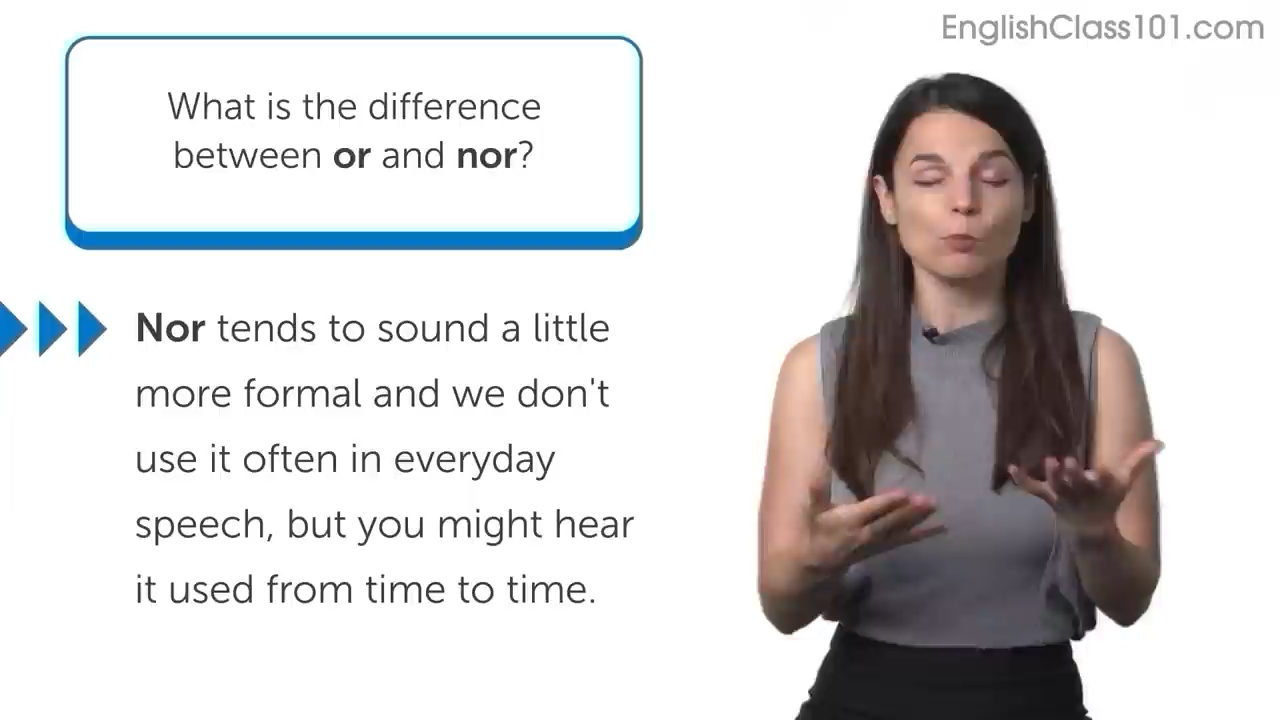 EnglishClass101.com
What is the difference
between or and nor?
Nor tends to sound a little
more formal and we don't
use it often in everyday
speech, but you might hear
it used from time to time.